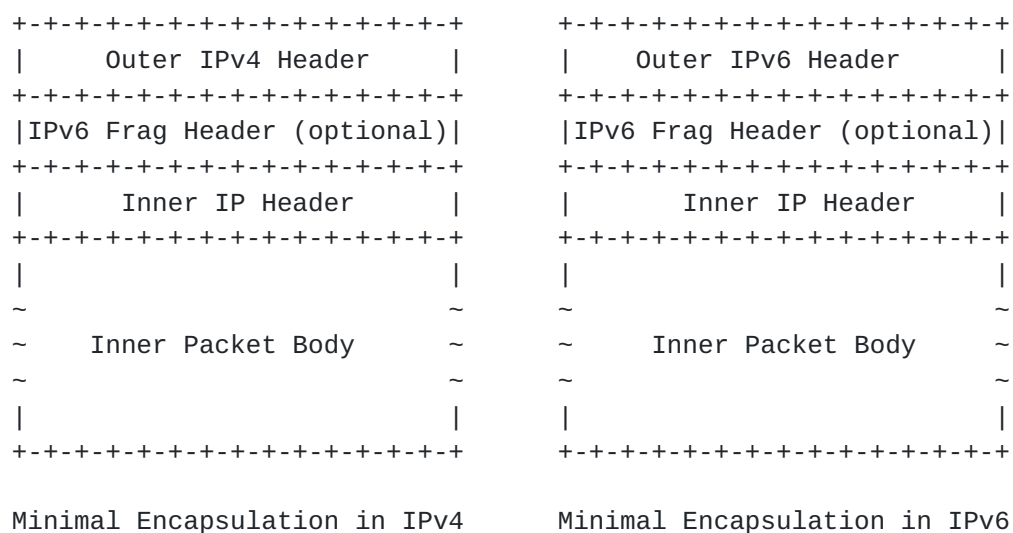 +-+-+-+-+-+-+-+-+-+-+-+-+-+-+      +-+-+-+-+-+-+-+-+-+-+-+-+-+-+
|     Outer IPv4 Header     |      |    Outer IPv6 Header      |
+-+-+-+-+-+-+-+-+-+-+-+-+-+-+      +-+-+-+-+-+-+-+-+-+-+-+-+-+-+
|IPv6 Frag Header (optional)|      |IPv6 Frag Header (optional)|
+-+-+-+-+-+-+-+-+-+-+-+-+-+-+      +-+-+-+-+-+-+-+-+-+-+-+-+-+-+
|      Inner IP Header      |      |       Inner IP Header     |
+-+-+-+-+-+-+-+-+-+-+-+-+-+-+      +-+-+-+-+-+-+-+-+-+-+-+-+-+-+
|                           |      |                           |
~                           ~      ~                           ~
~    Inner Packet Body      ~      ~     Inner Packet Body     ~
~                           ~      ~                           ~
|                           |      |                           |
+-+-+-+-+-+-+-+-+-+-+-+-+-+-+      +-+-+-+-+-+-+-+-+-+-+-+-+-+-+
Minimal Encapsulation in IPv4      Minimal Encapsulation in IPv6